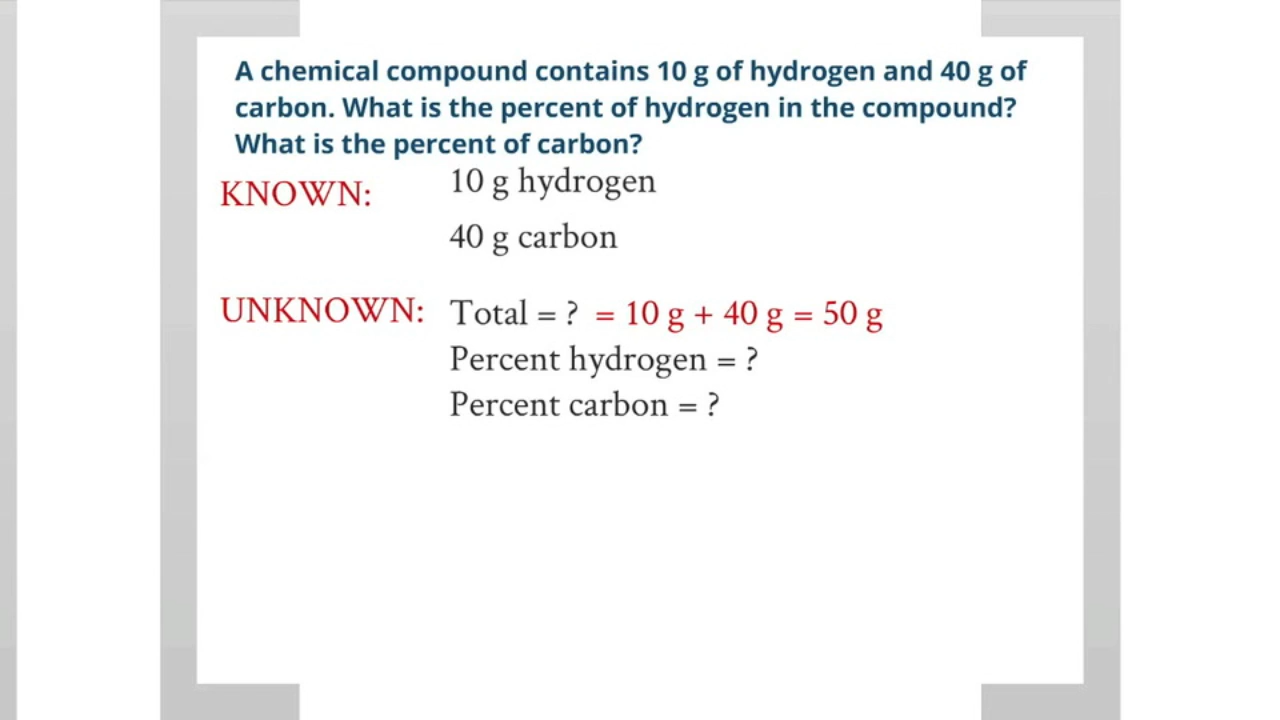 A chemical compound contains 10 g of hydrogen and 40 g of
carbon. What is the percent of hydrogen in the compound?
What is the percent of carbon?
KNOWN: 10 g hydrogen
40 g carbon
UNKNOWN: Total = ? = 10 g + 40 g = 50 g
Percent hydrogen = ?
Percent carbon = ?